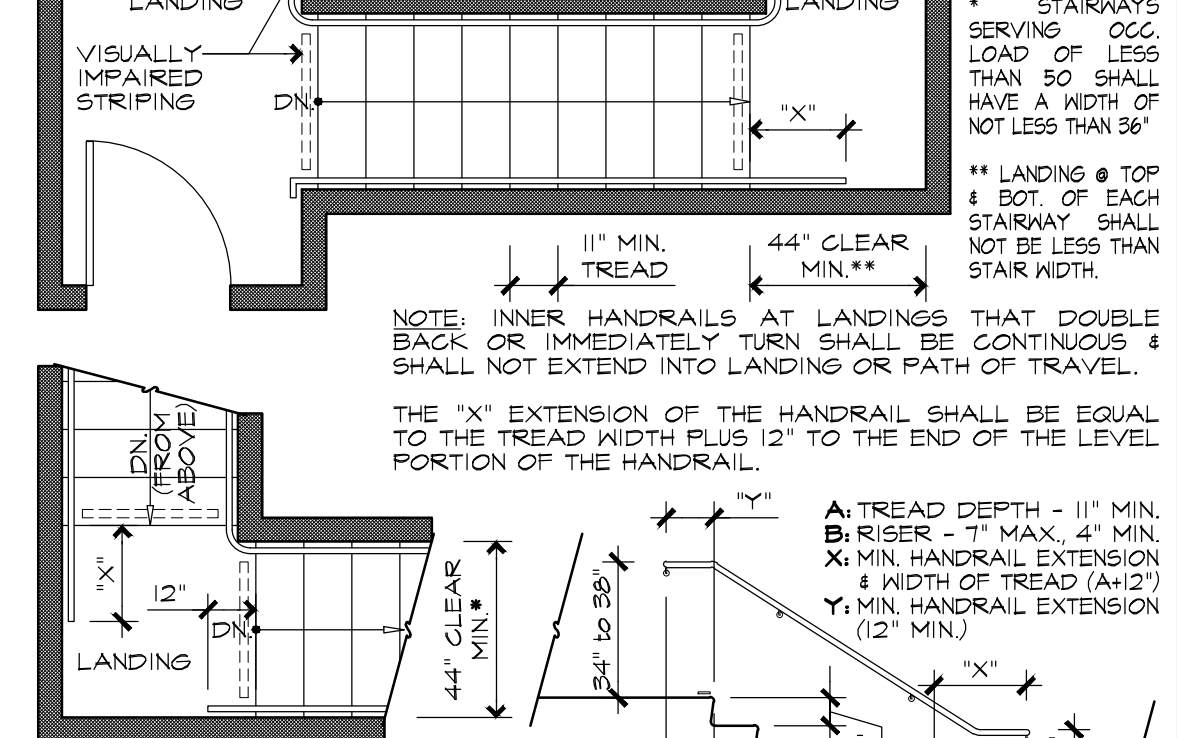 LANDING
LANDING
VISUALLY
IMPAIRED
STRIPING
DN.
"X"
* STAIRWAYS
SERVING OCC.
LOAD OF LESS
THAN 50 SHALL
HAVE A WIDTH OF
NOT LESS THAN 36"
** LANDING @ TOP
& BOT. OF EACH
STAIRWAY SHALL
NOT BE LESS THAN
STAIR WIDTH.
11" MIN.
TREAD
44" CLEAR
MIN.**
NOTE: INNER HANDRAILS AT LANDINGS THAT DOUBLE
BACK OR IMMEDIATELY TURN SHALL BE CONTINUOUS &
SHALL NOT EXTEND INTO LANDING OR PATH OF TRAVEL.
THE "X" EXTENSION OF THE HANDRAIL SHALL BE EQUAL
TO THE TREAD WIDTH PLUS 12" TO THE END OF THE LEVEL
PORTION OF THE HANDRAIL.
DN.
(FROM
ABOVE)
"X"
12"
DN.
LANDING
44" CLEAR
MIN.*
34" to 38"
"Y"
A: TREAD DEPTH - 11" MIN.
B: RISER - 7" MAX., 4" MIN.
X: MIN. HANDRAIL EXTENSION
& WIDTH OF TREAD (A+12")
Y: MIN. HANDRAIL EXTENSION
(12" MIN.)
"X"